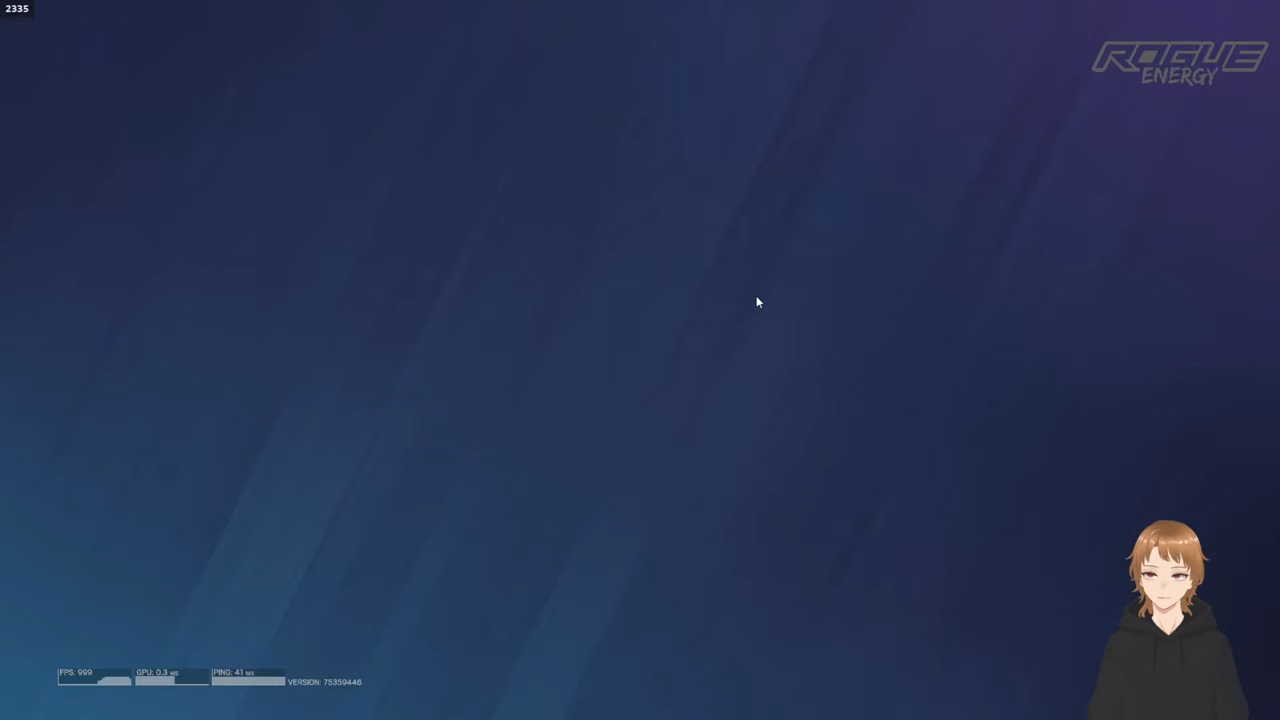 2335
ROGUE
ENERGY
FPS: 999
GPU: 0.3 MS
PING: 41 MS
VERSION: 75359446